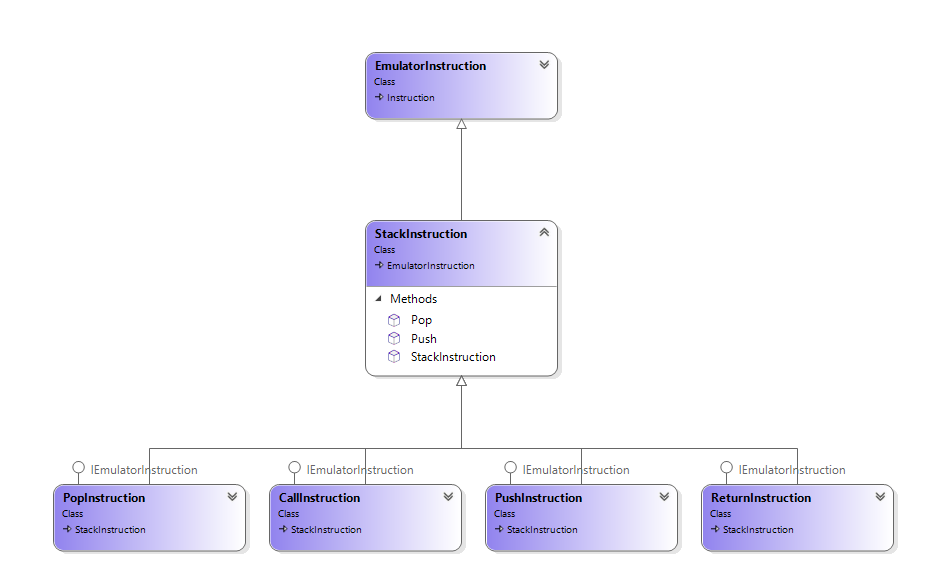 EmulatorInstruction
Class
Instruction
StackInstruction
Class
EmulatorInstruction
Methods
Pop
Push
StackInstruction
IEmulatorInstruction IEmulatorInstruction IEmulatorInstruction IEmulatorInstruction
PopInstruction CallInstruction PushInstruction ReturnInstruction
Class Class Class Class
StackInstruction StackInstruction StackInstruction StackInstruction